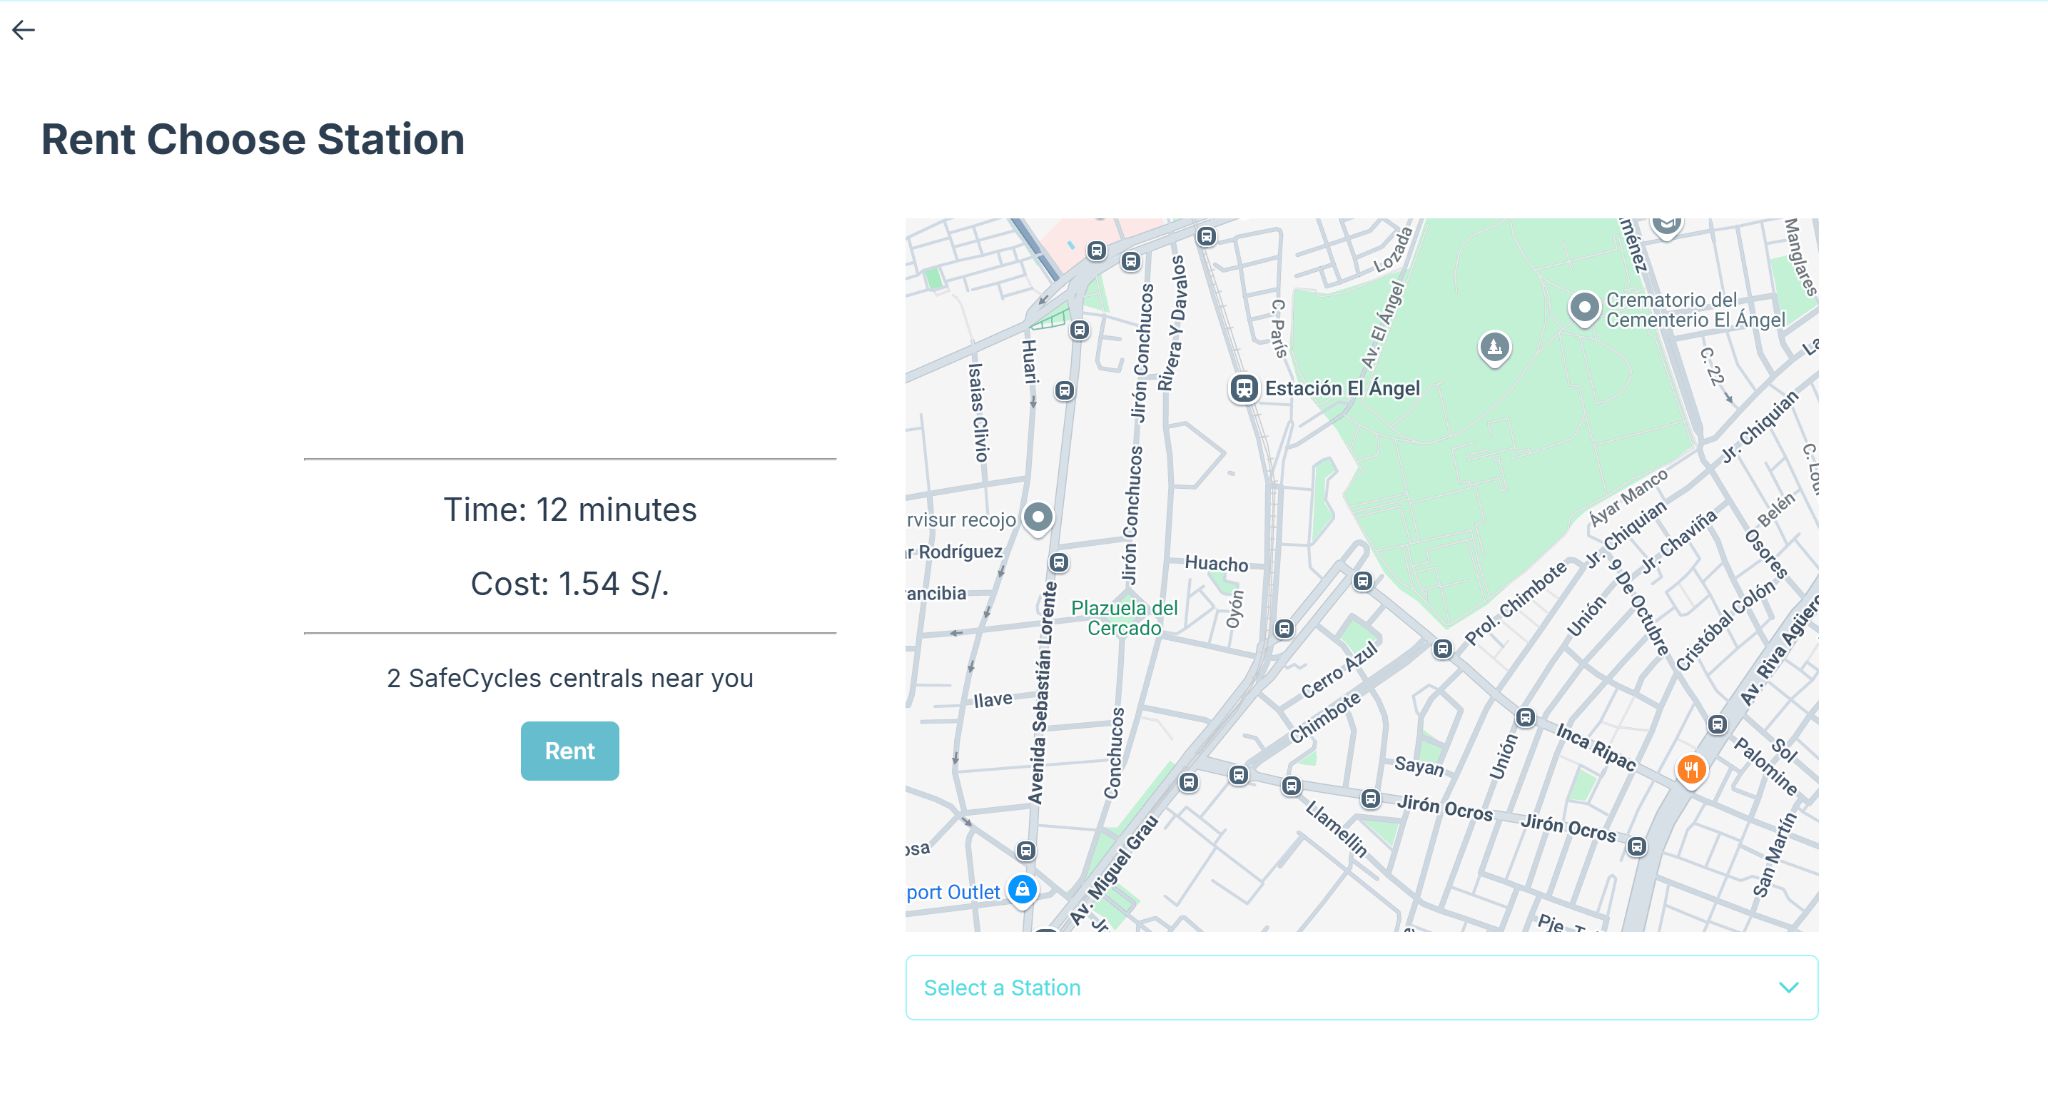 Rent Choose Station
Time: 12 minutes
Cost: 1.54 S/.
2 SafeCycles centrals near you
Rent
Lozada
Manglares
Crematorio del
Cementerio El Ángel
Av. El Ángel
C. París
Rivera Y Davalos
Jirón Conchucos
Huari
Isaias Clivio
Estación El Ángel
C. 22
Jr. Chiquian
Jirón Conchucos
Áyar Manco
Jr. Chiquian
Jr. Chaviña
Belén
Osores
rvisur recojo
r Rodríguez
Huacho
Prol. Chimbote
9 De Octubre
Unión
Cristóbal Colón
ancibia
Plazuela del
Cercado
Oyón
Avenida Sebastián Lorente
Cerro Azul
Av. Riva Agüero
Ilave
Chimbote
Conchucos
Sayan
Unión
Inca Ripac
Sol
Palomine
Jirón Ocros
Jirón Ocros
Llamellin
San Martín
osa
Av. Miguel Grau
port Outlet
Pje.
Select a Station